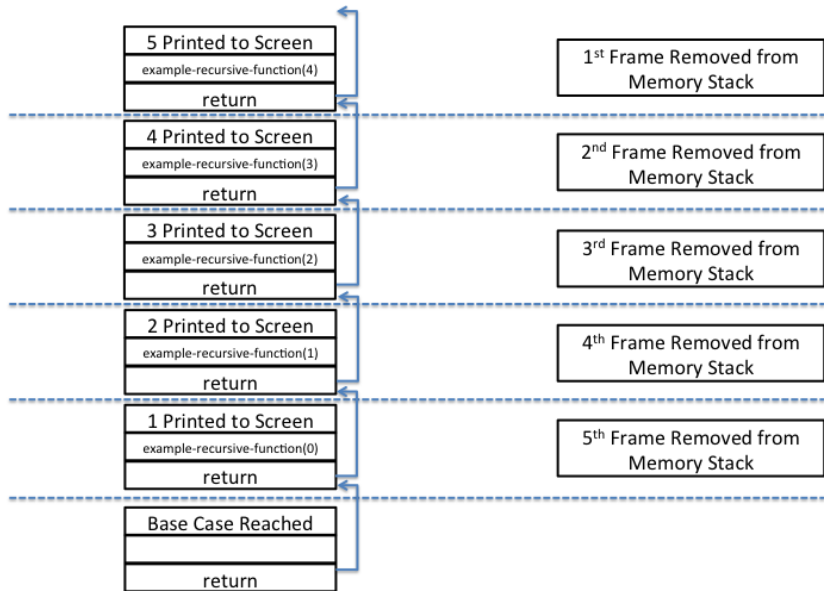 5 Printed to Screen
example-recursive-function(4)
return
1st Frame Removed from
Memory Stack
4 Printed to Screen
example-recursive-function(3)
return
2nd Frame Removed from
Memory Stack
3 Printed to Screen
example-recursive-function(2)
return
3rd Frame Removed from
Memory Stack
2 Printed to Screen
example-recursive-function(1)
return
4th Frame Removed from
Memory Stack
1 Printed to Screen
example-recursive-function(0)
return
5th Frame Removed from
Memory Stack
Base Case Reached
return